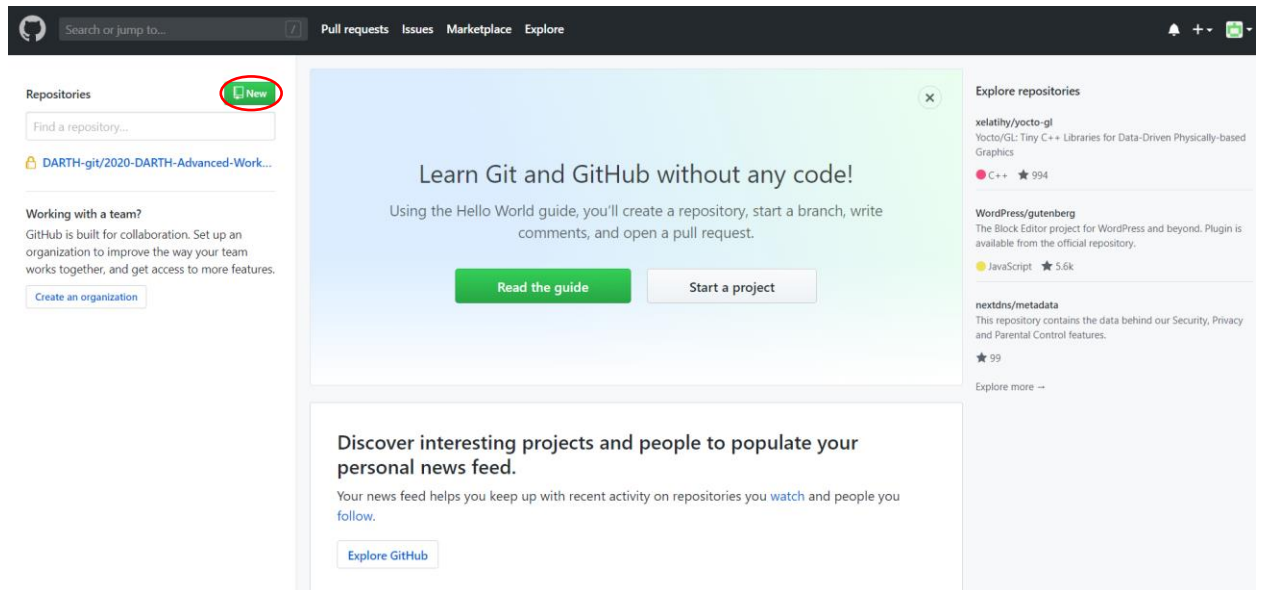 Search or jump to...
/
Pull requests Issues Marketplace Explore
Repositories
New
Find a repository...
DARTH-git/2020-DARTH-Advanced-Work...
Working with a team?
GitHub is built for collaboration. Set up an
organization to improve the way your team
works together, and get access to more features.
Create an organization
Learn Git and GitHub without any code!
Using the Hello World guide, you’ll create a repository, start a branch, write
comments, and open a pull request.
Read the guide
Start a project
Discover interesting projects and people to populate your
personal news feed.
Your news feed helps you keep up with recent activity on repositories you watch and people you
follow.
Explore GitHub
Explore repositories
xelatihy/yocto-gl
Yocto/GL: Tiny C++ Libraries for Data-Driven Physically-based
Graphics
C++ ★ 994
WordPress/gutenberg
The Block Editor project for WordPress and beyond. Plugin is
available from the official repository.
JavaScript ★ 5.6k
nextdns/metadata
This repository contains the data behind our Security, Privacy
and Parental Control features.
★ 99
Explore more →